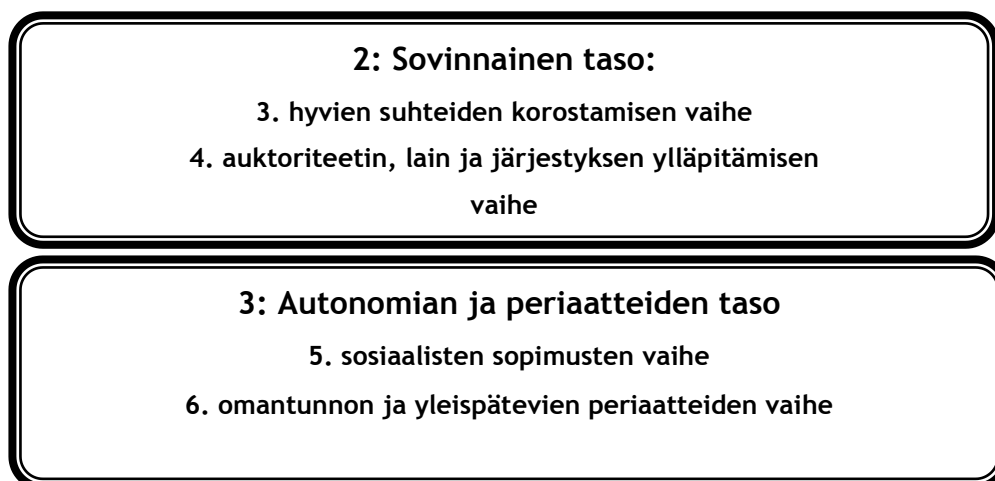 2: Sovinnainen taso:
3. hyvien suhteiden korostamisen vaihe
4. auktoriteetin, lain ja järjestyksen ylläpitämisen
vaihe
3: Autonomian ja periaatteiden taso
5. sosiaalisten sopimusten vaihe
6. omantunnon ja yleispätevien periaatteiden vaihe